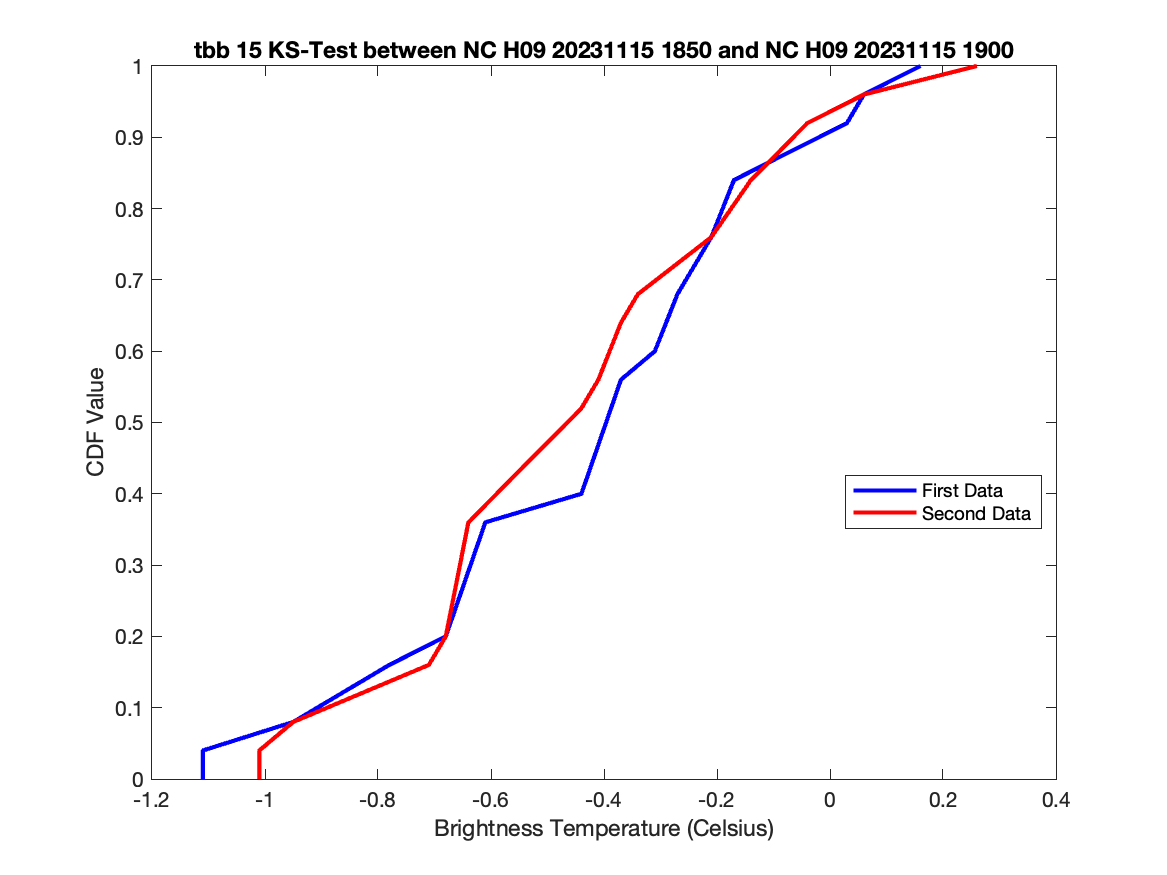 tbb 15 KS-Test between NC H09 20231115 1850 and NC H09 20231115 1900
1
0.9
0.8
0.7
0.6
0.5
0.4
0.3
0.2
0.1
0
CDF Value
First Data
Second Data
-1.2 -1 -0.8 -0.6 -0.4 -0.2 0 0.2 0.4
Brightness Temperature (Celsius)